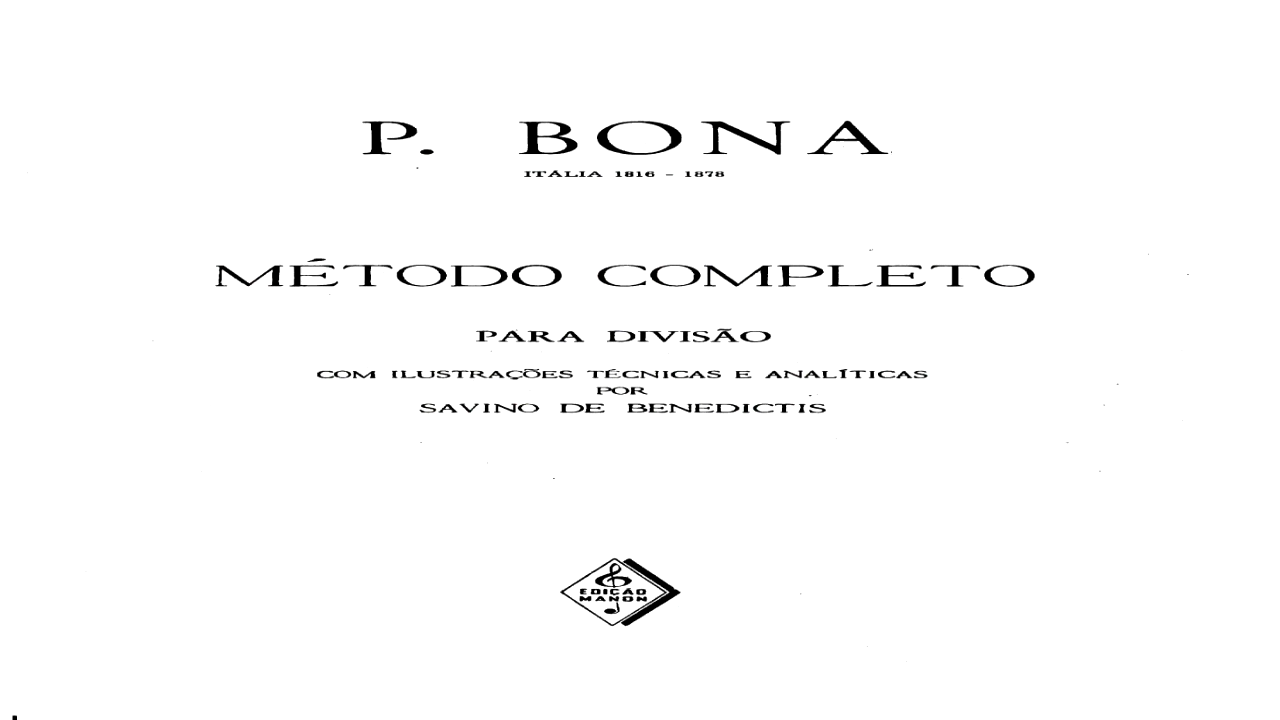 P. BONA
ITÁLIA 1816 - 1878
MÉTODO COMPLETO
PARA DIVISÃO
COM ILUSTRAÇÕES TÉCNICAS E ANALÍTICAS
POR
SAVINO DE BENEDICTIS
EDIÇÃO
MANON